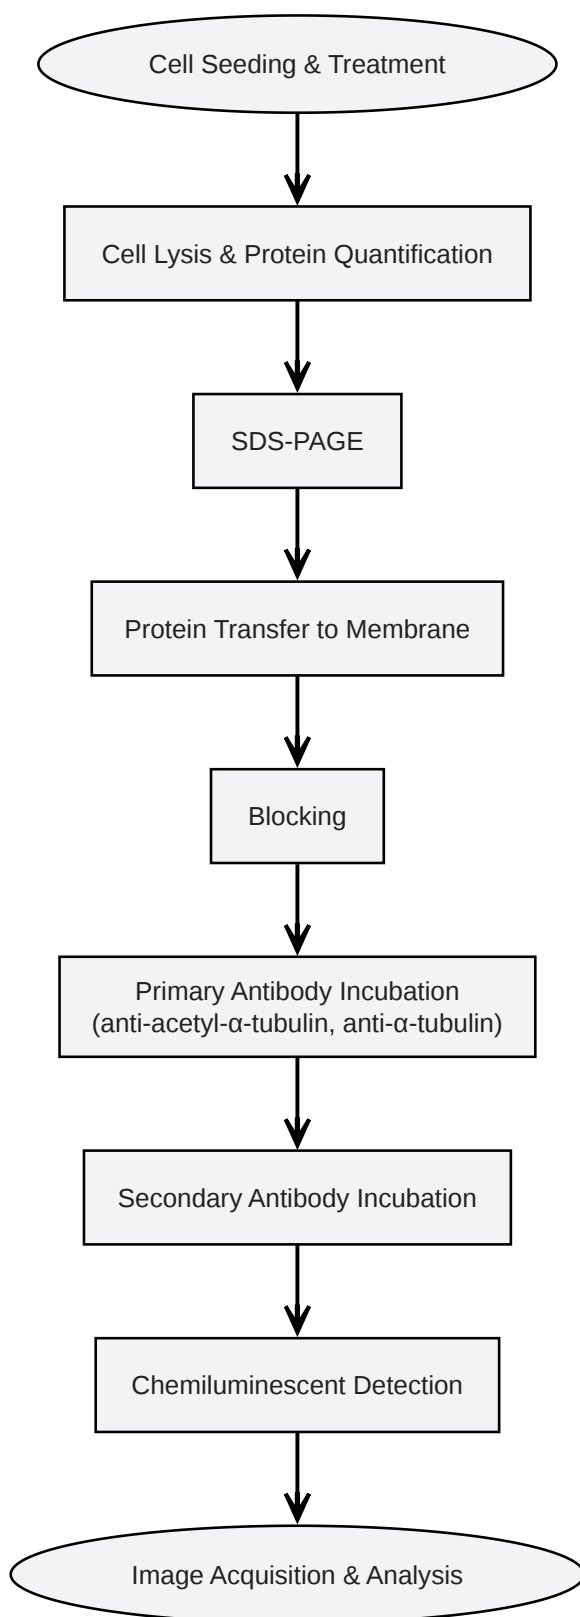 Cell Seeding & Treatment
Cell Lysis & Protein Quantification
SDS-PAGE
Protein Transfer to Membrane
Blocking
Primary Antibody Incubation
(anti-acetyl-α-tubulin, anti-α-tubulin)
Secondary Antibody Incubation
Chemiluminescent Detection
Image Acquisition & Analysis